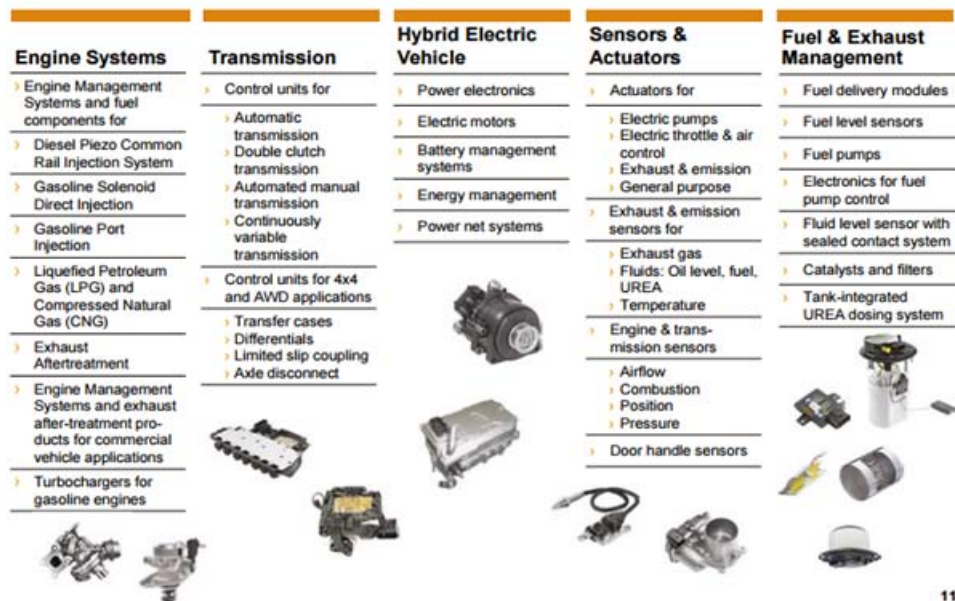 Engine Systems
› Engine Management
Systems and fuel
components for
› Diesel Piezo Common
Rail Injection System
› Gasoline Solenoid
Direct Injection
› Gasoline Port
Injection
› Liquefied Petroleum
Gas (LPG) and
Compressed Natural
Gas (CNG)
› Exhaust
Aftertreatment
› Engine Management
Systems and exhaust
after-treatment pro-
ducts for commercial
vehicle applications
› Turbochargers for
gasoline engines
Transmission
› Control units for
› Automatic
transmission
› Double clutch
transmission
› Automated manual
transmission
› Continuously
variable
transmission
› Control units for 4x4
and AWD applications
› Transfer cases
› Differentials
› Limited slip coupling
› Axle disconnect
Hybrid Electric
Vehicle
› Power electronics
› Electric motors
› Battery management
systems
› Energy management
› Power net systems
Sensors &
Actuators
› Actuators for
› Electric pumps
› Electric throttle & air
control
› Exhaust & emission
› General purpose
› Exhaust & emission
sensors for
› Exhaust gas
› Fluids: Oil level, fuel,
UREA
› Temperature
› Engine & trans-
mission sensors
› Airflow
› Combustion
› Position
› Pressure
› Door handle sensors
Fuel & Exhaust
Management
› Fuel delivery modules
› Fuel level sensors
› Fuel pumps
› Electronics for fuel
pump control
› Fluid level sensor with
sealed contact system
› Catalysts and filters
› Tank-integrated
UREA dosing system
11